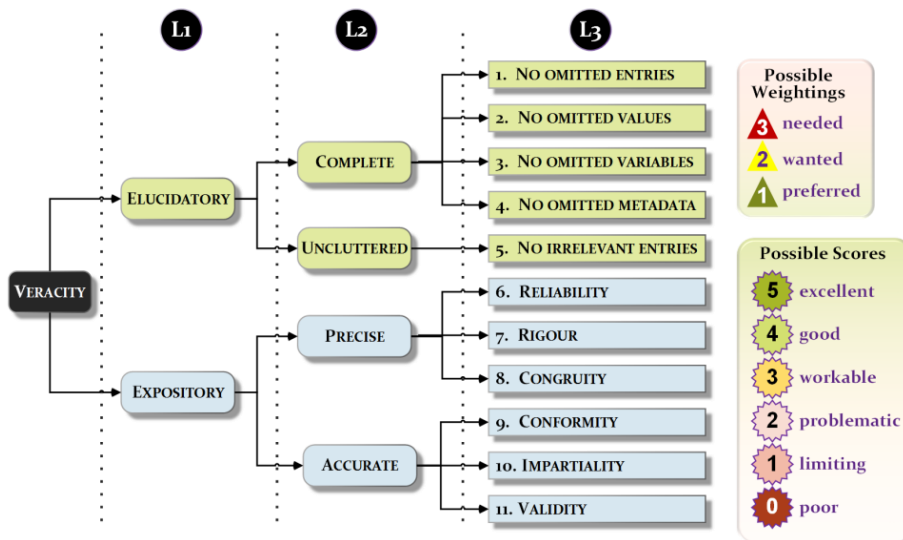 L1
L2
L3
VERACITY
ELUCIDATORY
EXPOSITORY
COMPLETE
UNCLUTTERED
PRECISE
ACCURATE
1. NO OMITTED ENTRIES
2. NO OMITTED VALUES
3. NO OMITTED VARIABLES
4. NO OMITTED METADATA
5. NO IRRELEVANT ENTRIES
6. RELIABILITY
7. RIGOUR
8. CONGRUITY
9. CONFORMITY
10. IMPARTIALITY
11. VALIDITY
Possible
Weightings
3 needed
2 wanted
1 preferred
Possible Scores
5 excellent
4 good
3 workable
2 problematic
1 limiting
0 poor